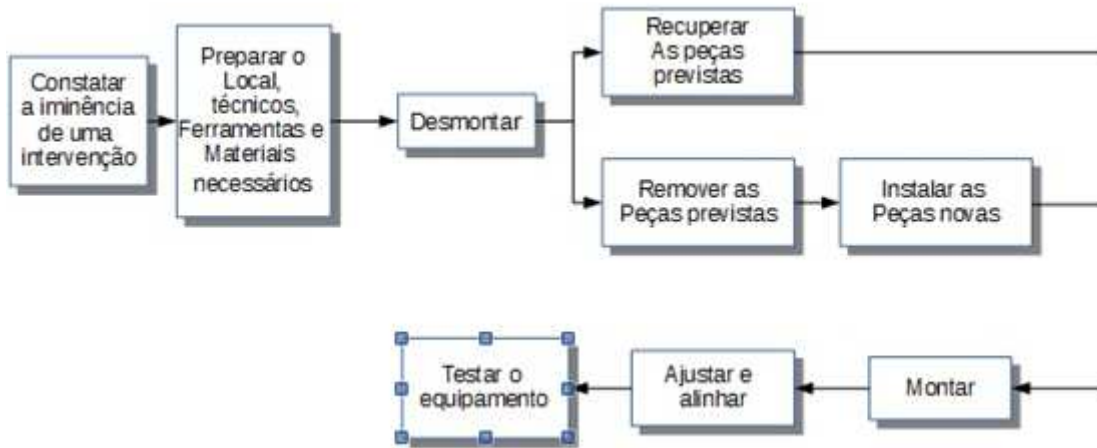 Constatar
a iminência
de uma
intervenção
Preparar o
Local,
técnicos,
Ferramentas e
Materiais
necessários
Desmontar
Recuperar
As peças
previstas
Remover as
Peças previstas
Instalar as
Peças novas
Montar
Ajustar e
alinhar
Testar o
equipamento